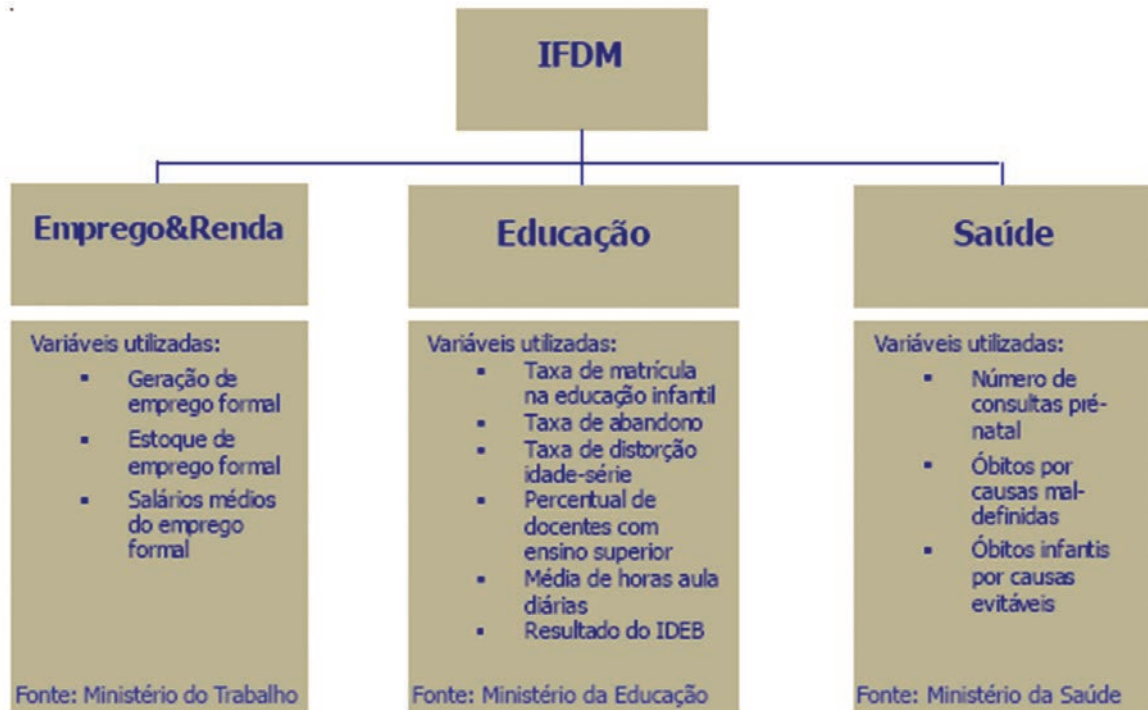 IFDM
Emprego&Renda
Variáveis utilizadas:
▪ Geração de
emprego formal
▪ Estoque de
emprego formal
▪ Salários médios
do emprego
formal
Fonte: Ministério do Trabalho
Educação
Variáveis utilizadas:
▪ Taxa de matrícula
na educação infantil
▪ Taxa de abandono
▪ Taxa de distorção
idade-série
▪ Percentual de
docentes com
ensino superior
▪ Média de horas aula
diárias
▪ Resultado do IDEB
Fonte: Ministério da Educação
Saúde
Variáveis utilizadas:
▪ Número de
consultas pré-
natal
▪ Óbitos por
causas mal-
definidas
▪ Óbitos infantis
por causas
evitáveis
Fonte: Ministério da Saúde